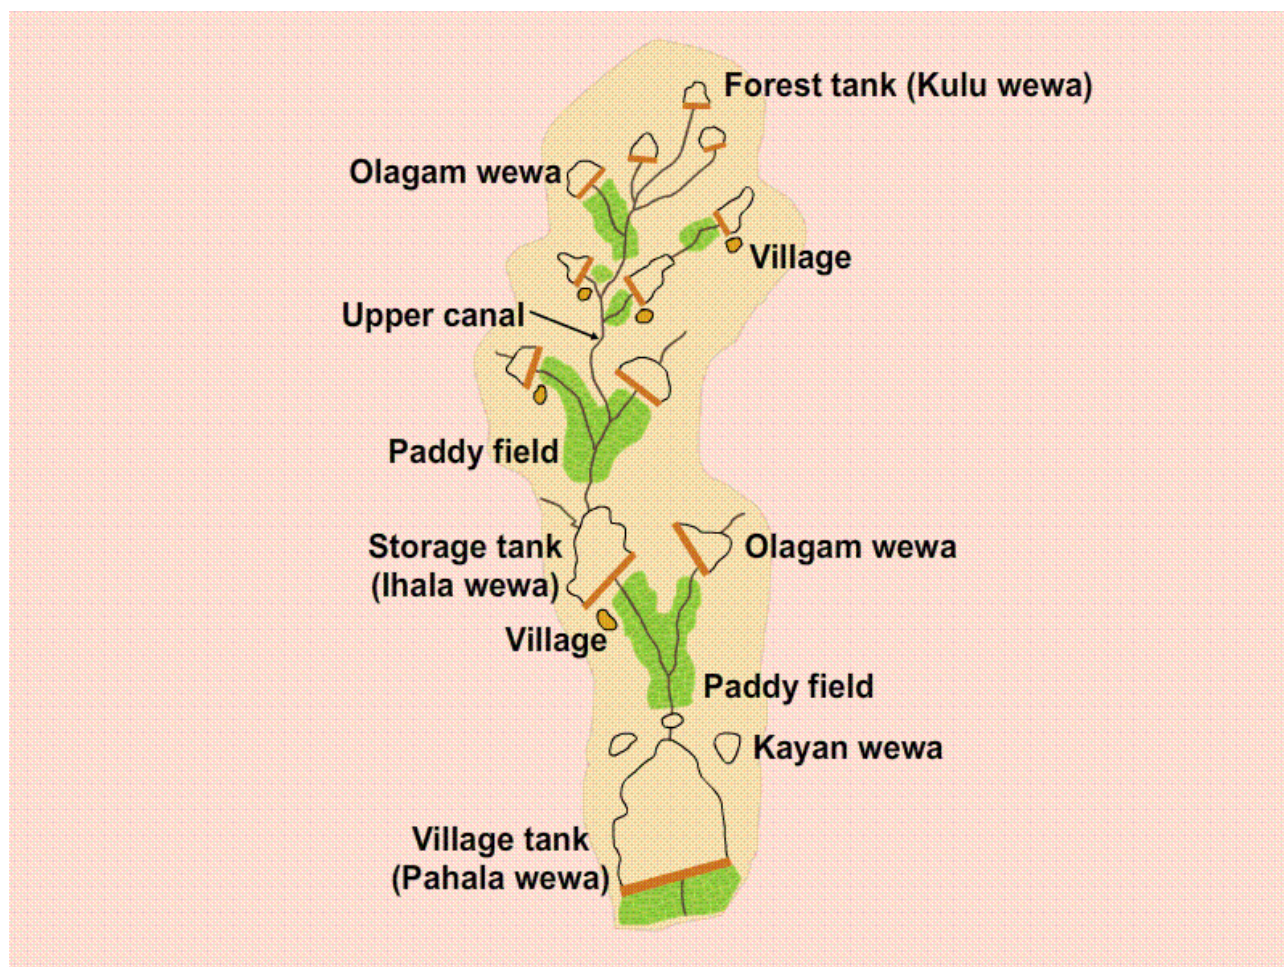 Forest tank (Kulu wewa)
Olagam wewa
Village
Upper canal
Paddy field
Storage tank
(Ihala wewa)
Olagam wewa
Village
Paddy field
Kayan wewa
Village tank
(Pahala wewa)